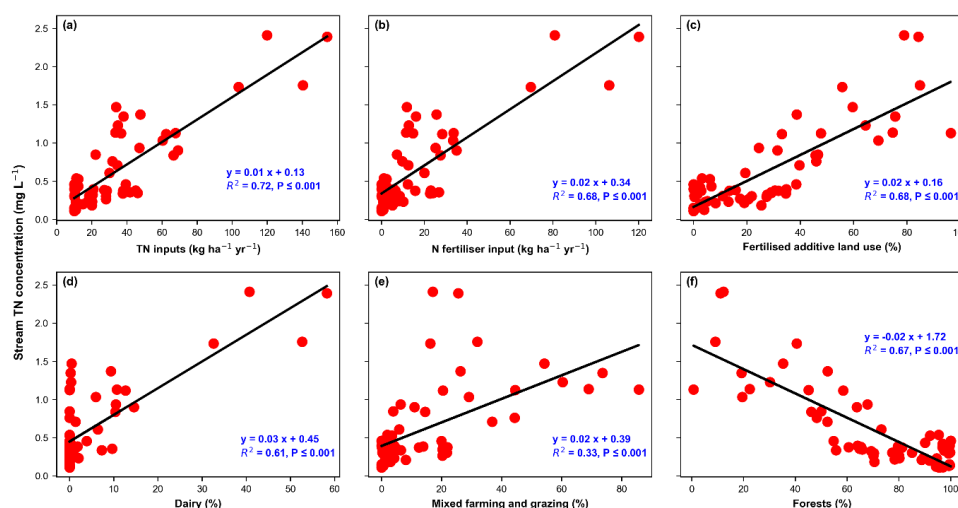 Stream TN concentration (mg L⁻¹)
(a)
2.5
2.0
1.5
1.0
0.5
0.0
y = 0.01 x + 0.13
R² = 0.72, P ≤ 0.001
0 20 40 60 80 100 120 140 160
TN inputs (kg ha⁻¹ yr⁻¹)
(b)
y = 0.02 x + 0.34
R² = 0.68, P ≤ 0.001
0 20 40 60 80 100 120
N fertiliser input (kg ha⁻¹ yr⁻¹)
(c)
y = 0.02 x + 0.16
R² = 0.68, P ≤ 0.001
0 20 40 60 80
Fertilised additive land use (%)
(d)
2.5
2.0
1.5
1.0
0.5
0.0
y = 0.03 x + 0.45
R² = 0.61, P ≤ 0.001
0 10 20 30 40 50 60
Dairy (%)
(e)
y = 0.02 x + 0.39
R² = 0.33, P ≤ 0.001
0 20 40 60 80
Mixed farming and grazing (%)
(f)
y = -0.02 x + 1.72
R² = 0.67, P ≤ 0.001
0 20 40 60 80 100
Forests (%)